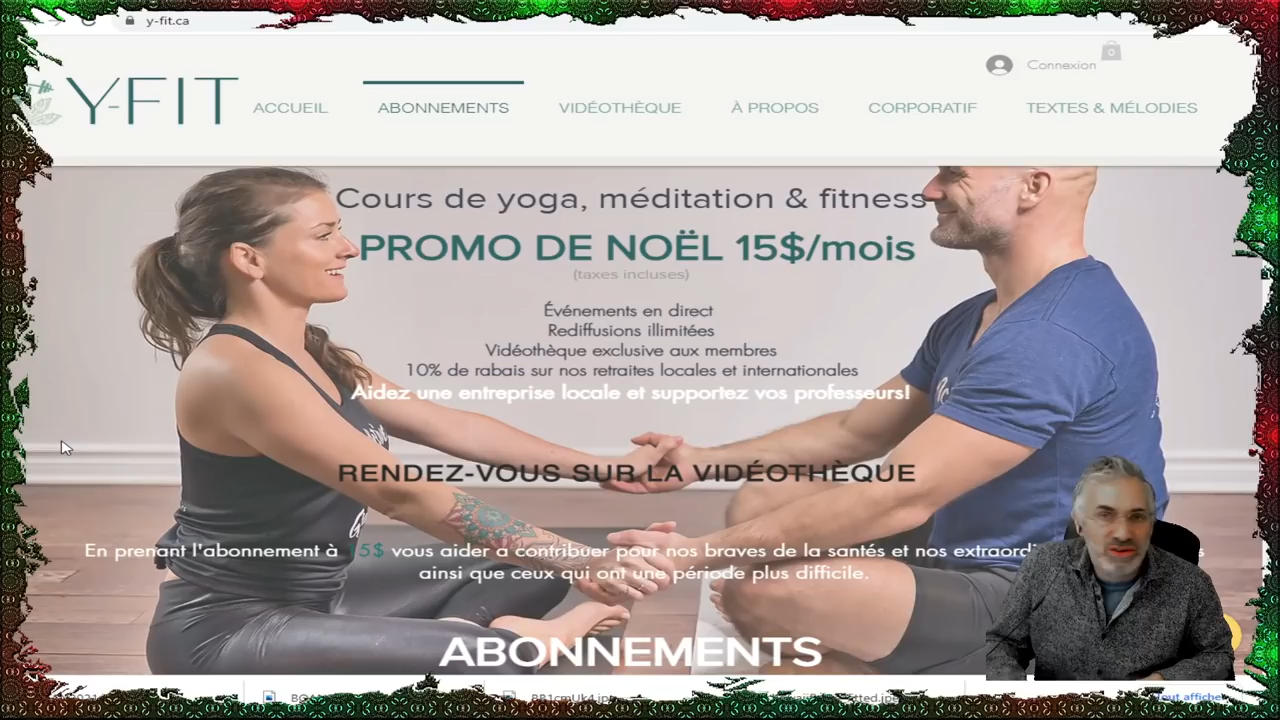 y-fit.ca
Connexion
0
Y-FIT
ACCUEIL ABONNEMENTS VIDÉOTHÈQUE À PROPOS CORPORATIF TEXTES & MÉLODIES
Cours de yoga, méditation & fitness
PROMO DE NOËL 15$/mois
(taxes incluses)
Événements en direct
Rediffusions illimitées
Vidéothèque exclusive aux membres
10% de rabais sur nos retraites locales et internationales
Aidez une entreprise locale et supportez vos professeurs!
RENDEZ-VOUS SUR LA VIDÉOTHÈQUE
En prenant l'abonnement à 15$ vous aider a contribuer pour nos braves de la santés et nos
ainsi que ceux qui ont une période plus difficile.
ABONNEMENTS